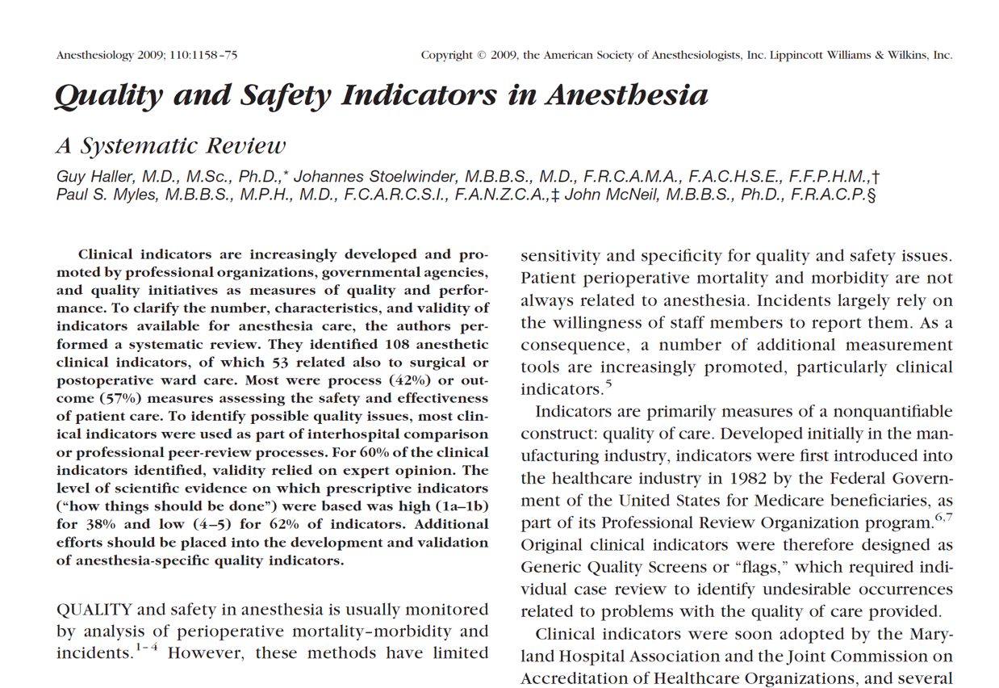 Anesthesiology 2009; 110:1158–75
Copyright © 2009, the American Society of Anesthesiologists, Inc. Lippincott Williams & Wilkins, Inc.
Quality and Safety Indicators in Anesthesia
A Systematic Review
Guy Haller, M.D., M.Sc., Ph.D.,* Johannes Stoelwinder, M.B.B.S., M.D., F.R.C.A.M.A., F.A.C.H.S.E., F.F.P.H.M.,†
Paul S. Myles, M.B.B.S., M.P.H., M.D., F.C.A.R.C.S.I., F.A.N.Z.C.A.,‡ John McNeil, M.B.B.S., Ph.D., F.R.A.C.P.§
Clinical indicators are increasingly developed and pro-
moted by professional organizations, governmental agencies,
and quality initiatives as measures of quality and perfor-
mance. To clarify the number, characteristics, and validity of
indicators available for anesthesia care, the authors per-
formed a systematic review. They identified 108 anesthetic
clinical indicators, of which 53 related also to surgical or
postoperative ward care. Most were process (42%) or out-
come (57%) measures assessing the safety and effectiveness
of patient care. To identify possible quality issues, most clin-
ical indicators were used as part of interhospital comparison
or professional peer-review processes. For 60% of the clinical
indicators identified, validity relied on expert opinion. The
level of scientific evidence on which prescriptive indicators
(“how things should be done”) were based was high (1a–1b)
for 38% and low (4–5) for 62% of indicators. Additional
efforts should be placed into the development and validation
of anesthesia-specific quality indicators.
QUALITY and safety in anesthesia is usually monitored
by analysis of perioperative mortality–morbidity and
incidents.1–4 However, these methods have limited
sensitivity and specificity for quality and safety issues.
Patient perioperative mortality and morbidity are not
always related to anesthesia. Incidents largely rely on
the willingness of staff members to report them. As a
consequence, a number of additional measurement
tools are increasingly promoted, particularly clinical
indicators.5
Indicators are primarily measures of a nonquantifiable
construct: quality of care. Developed initially in the man-
ufacturing industry, indicators were first introduced into
the healthcare industry in 1982 by the Federal Govern-
ment of the United States for Medicare beneficiaries, as
part of its Professional Review Organization program.6,7
Original clinical indicators were therefore designed as
Generic Quality Screens or “flags,” which required indi-
vidual case review to identify undesirable occurrences
related to problems with the quality of care provided.
Clinical indicators were soon adopted by the Mary-
land Hospital Association and the Joint Commission on
Accreditation of Healthcare Organizations, and several